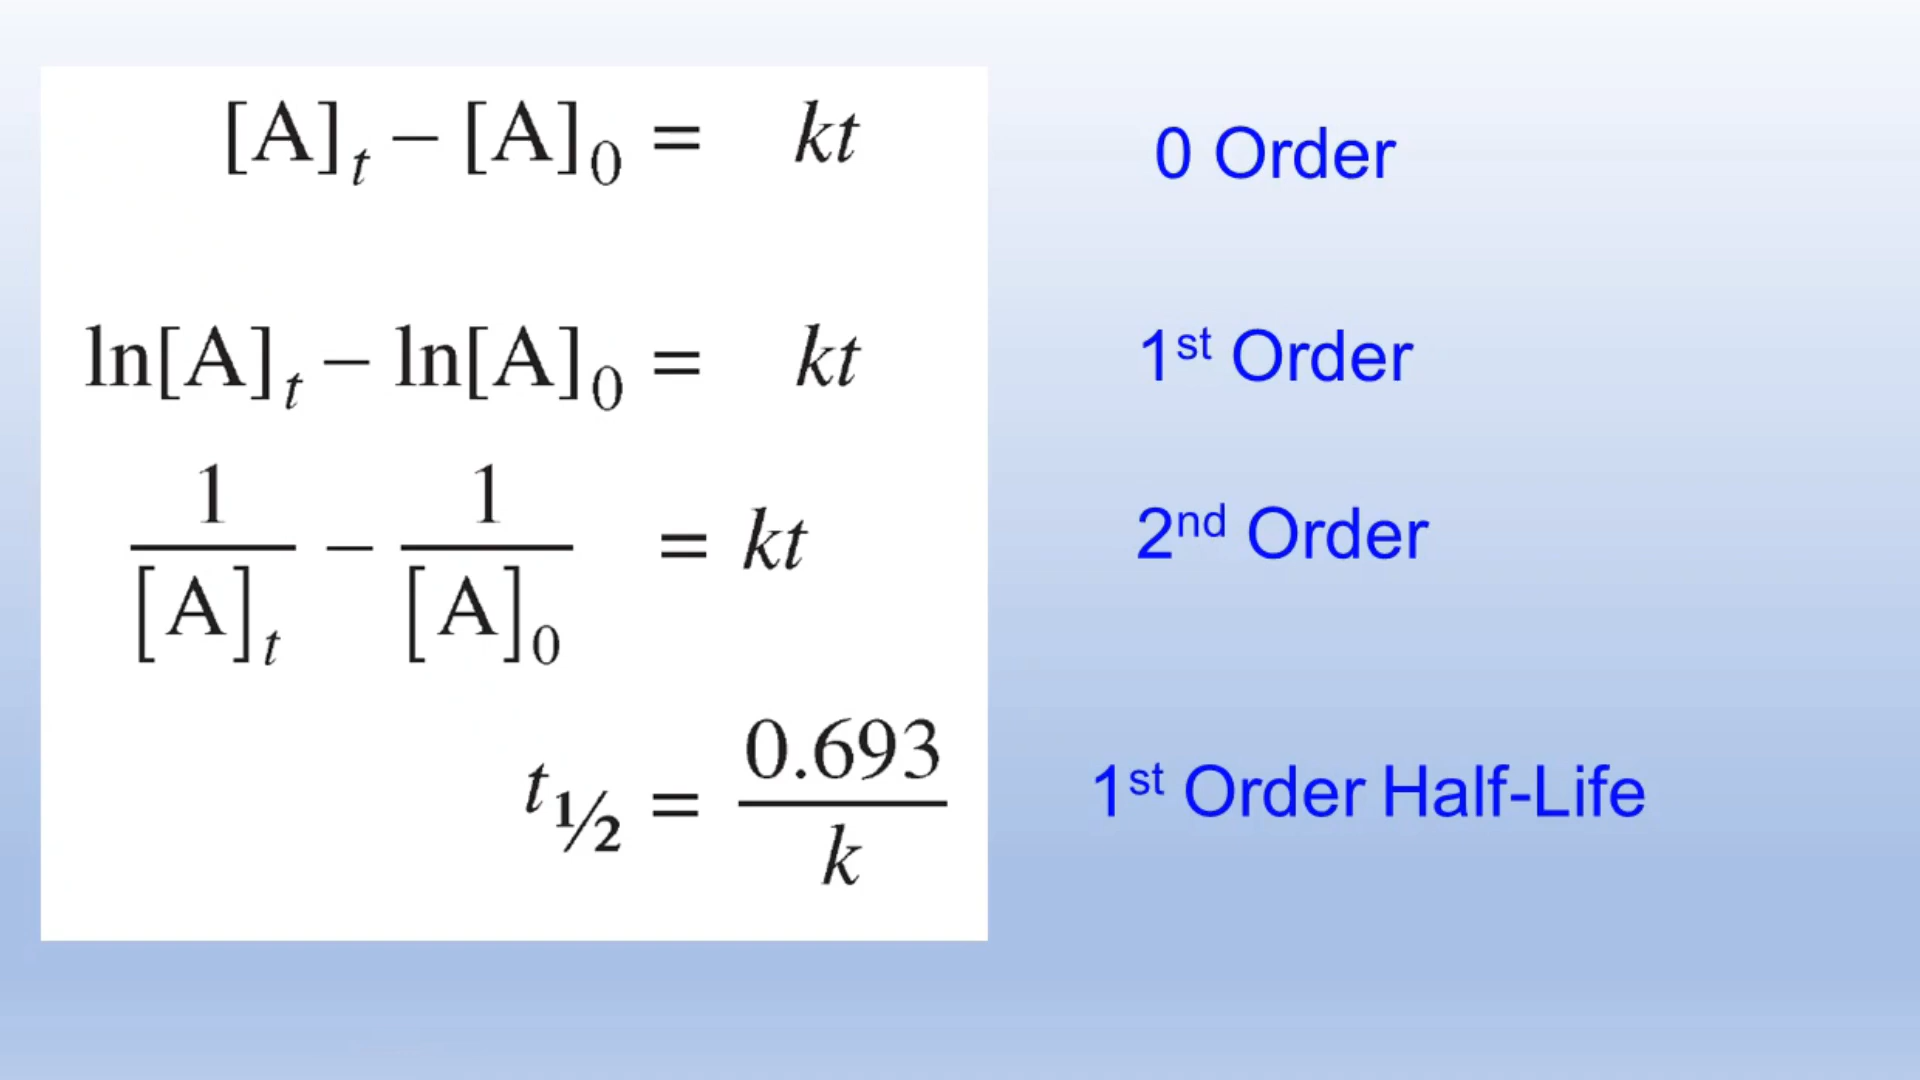 [A]t – [A]0 = kt 0 Order
ln[A]t – ln[A]0 = kt 1st Order
1/[A]t – 1/[A]0 = kt 2nd Order
t½ = 0.693/k 1st Order Half-Life